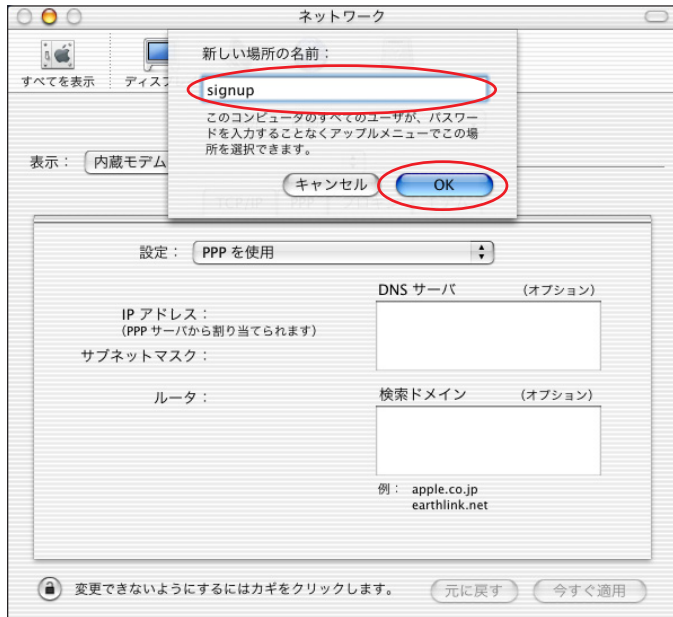 ネットワーク
新しい場所の名前：
signup
すべてを表示
このコンピュータのすべてのユーザが、パスワー
ドを入力することなくアップルメニューでこの場
所を選択できます。
キャンセル OK
表示： 内蔵モデム
TCP/IP PPP
設定： PPP を使用
DNS サーバ （オプション）
IP アドレス：
（PPP サーバから割り当てられます）
サブネットマスク：
ルータ：
検索ドメイン （オプション）
例： apple.co.jp
earthlink.net
変更できないようにするにはカギをクリックします。 元に戻す 今すぐ適用